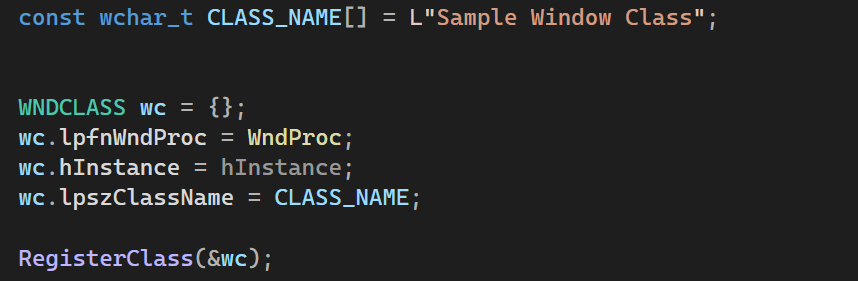 const wchar_t CLASS_NAME[] = L"Sample Window Class";
WNDCLASS wc = {};
wc.lpfnWndProc = WndProc;
wc.hInstance = hInstance;
wc.lpszClassName = CLASS_NAME;
RegisterClass(&wc);